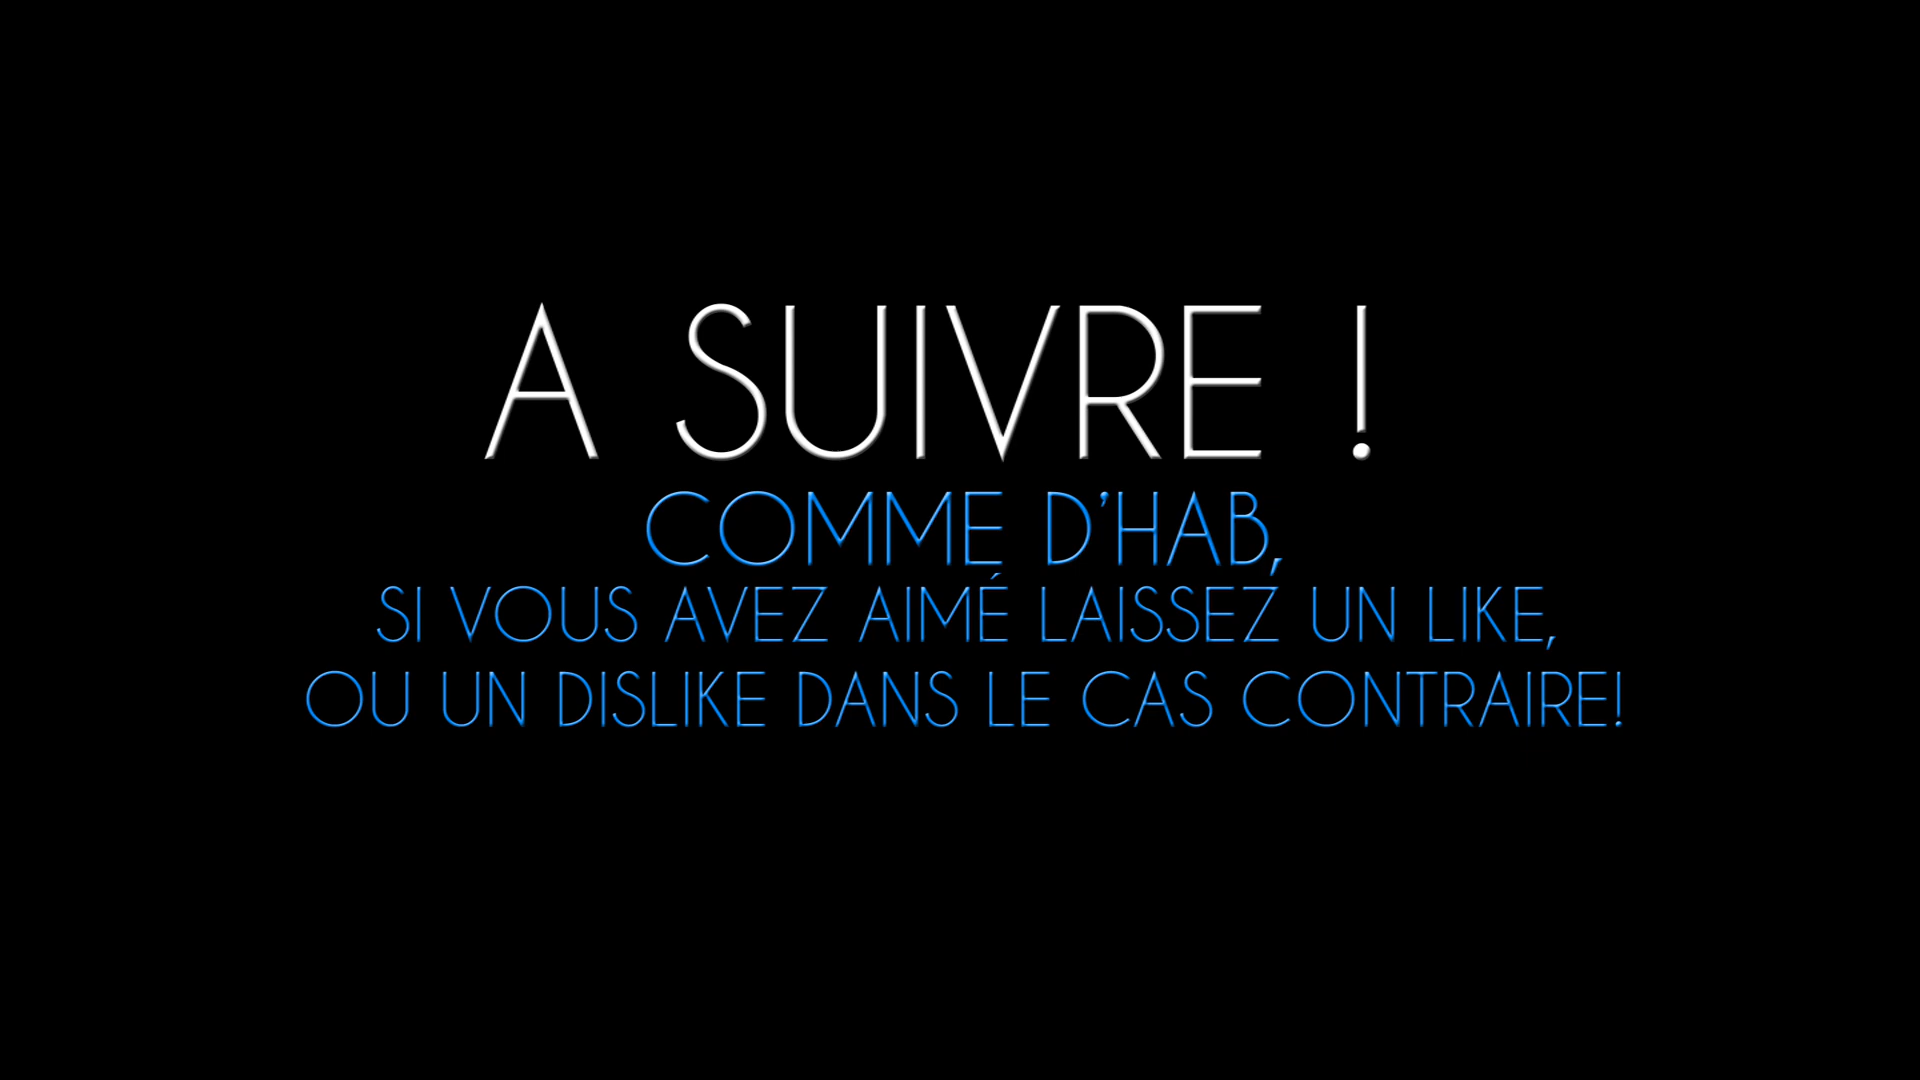 A SUIVRE !
COMME D'HAB,
SI VOUS AVEZ AIMÉ LAISSEZ UN LIKE,
OU UN DISLIKE DANS LE CAS CONTRAIRE!